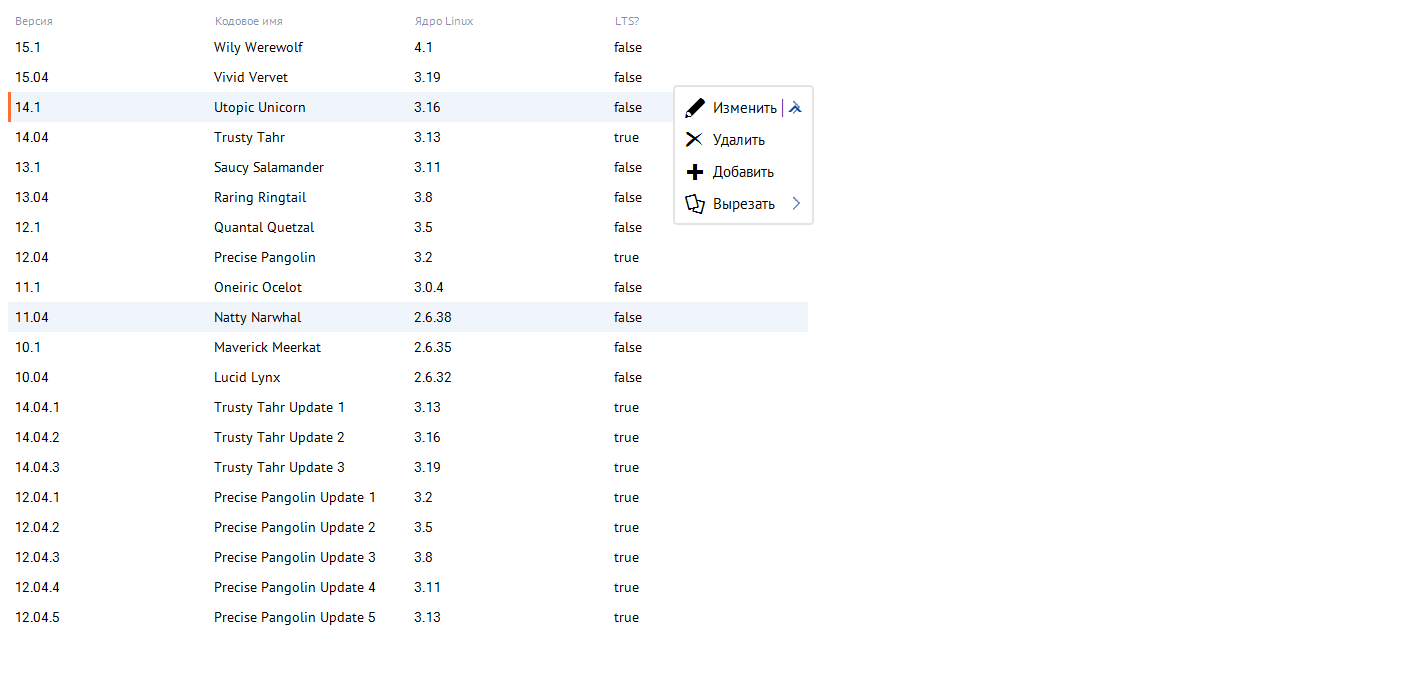 Версия Кодовое имя Ядро Linux LTS?
15.1 Wily Werewolf 4.1 false
15.04 Vivid Vervet 3.19 false
14.1 Utopic Unicorn 3.16 false Изменить
14.04 Trusty Tahr 3.13 true Удалить
13.1 Saucy Salamander 3.11 false Добавить
13.04 Raring Ringtail 3.8 false Вырезать
12.1 Quantal Quetzal 3.5 false
12.04 Precise Pangolin 3.2 true
11.1 Oneiric Ocelot 3.0.4 false
11.04 Natty Narwhal 2.6.38 false
10.1 Maverick Meerkat 2.6.35 false
10.04 Lucid Lynx 2.6.32 false
14.04.1 Trusty Tahr Update 1 3.13 true
14.04.2 Trusty Tahr Update 2 3.16 true
14.04.3 Trusty Tahr Update 3 3.19 true
12.04.1 Precise Pangolin Update 1 3.2 true
12.04.2 Precise Pangolin Update 2 3.5 true
12.04.3 Precise Pangolin Update 3 3.8 true
12.04.4 Precise Pangolin Update 4 3.11 true
12.04.5 Precise Pangolin Update 5 3.13 true